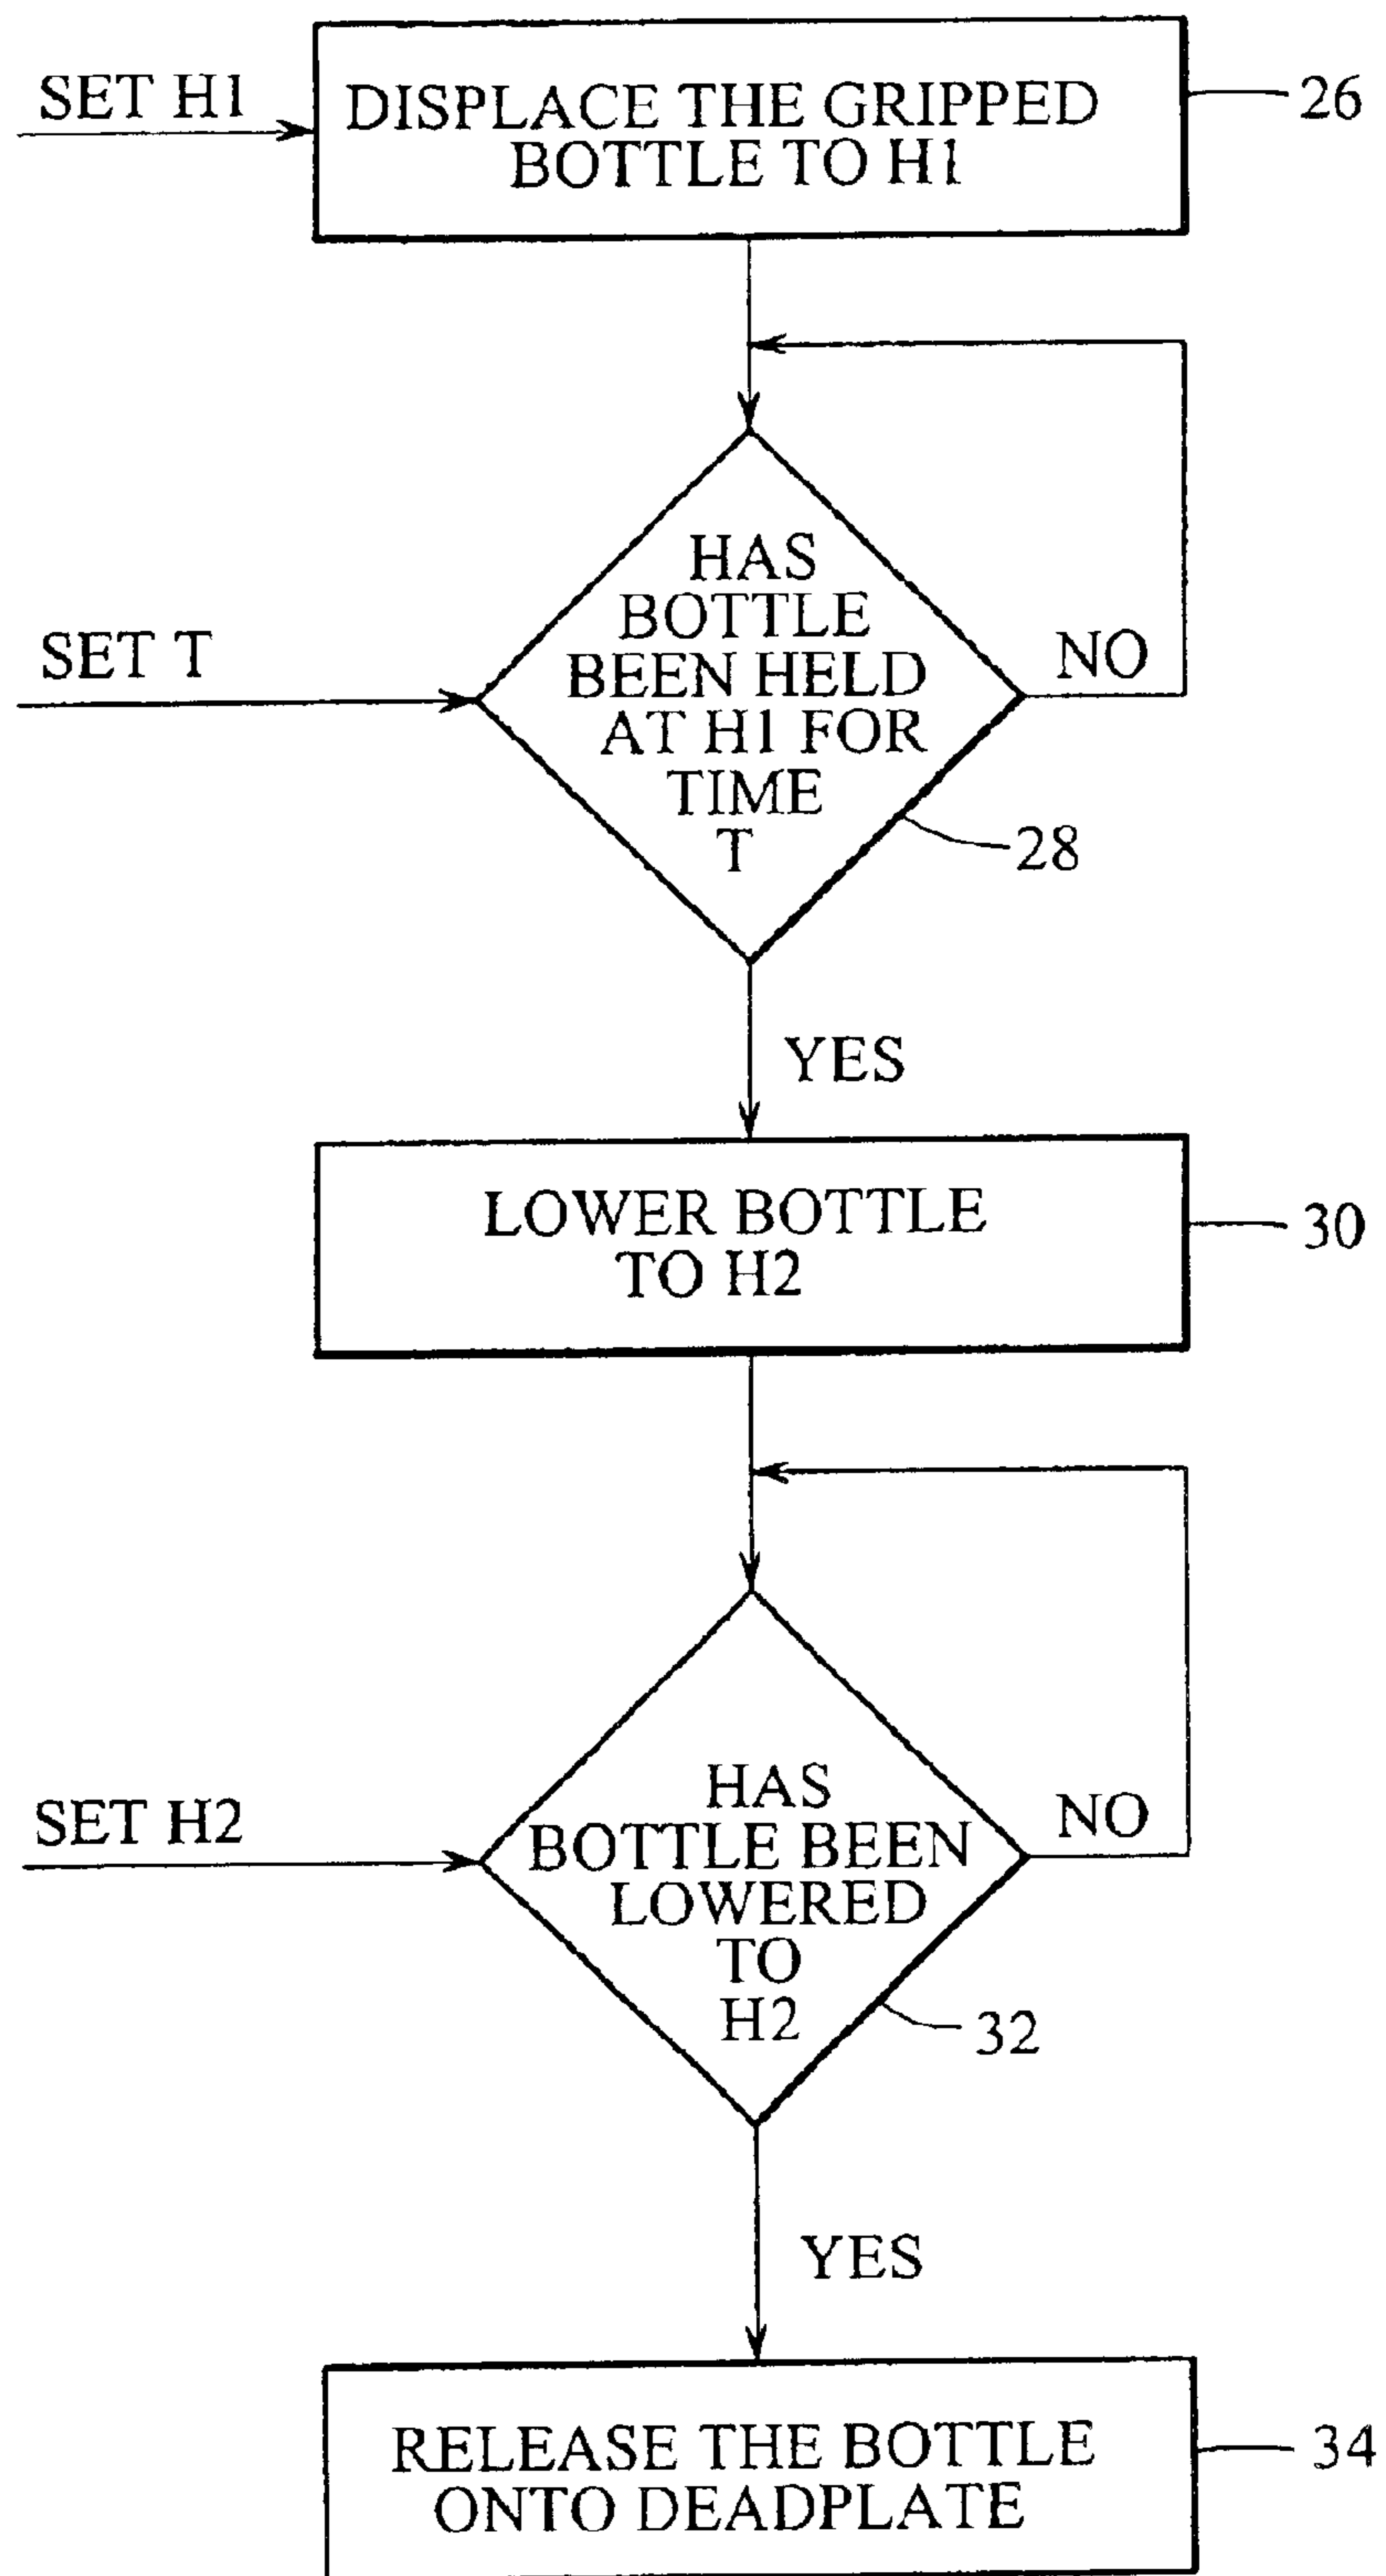 SET H1
DISPLACE THE GRIPPED
BOTTLE TO H1
26
HAS
BOTTLE
BEEN HELD
AT H1 FOR
TIME
T
SET T
NO
28
YES
LOWER BOTTLE
TO H2
30
HAS
BOTTLE BEEN
LOWERED
TO
H2
SET H2
NO
32
YES
RELEASE THE BOTTLE
ONTO DEADPLATE
34